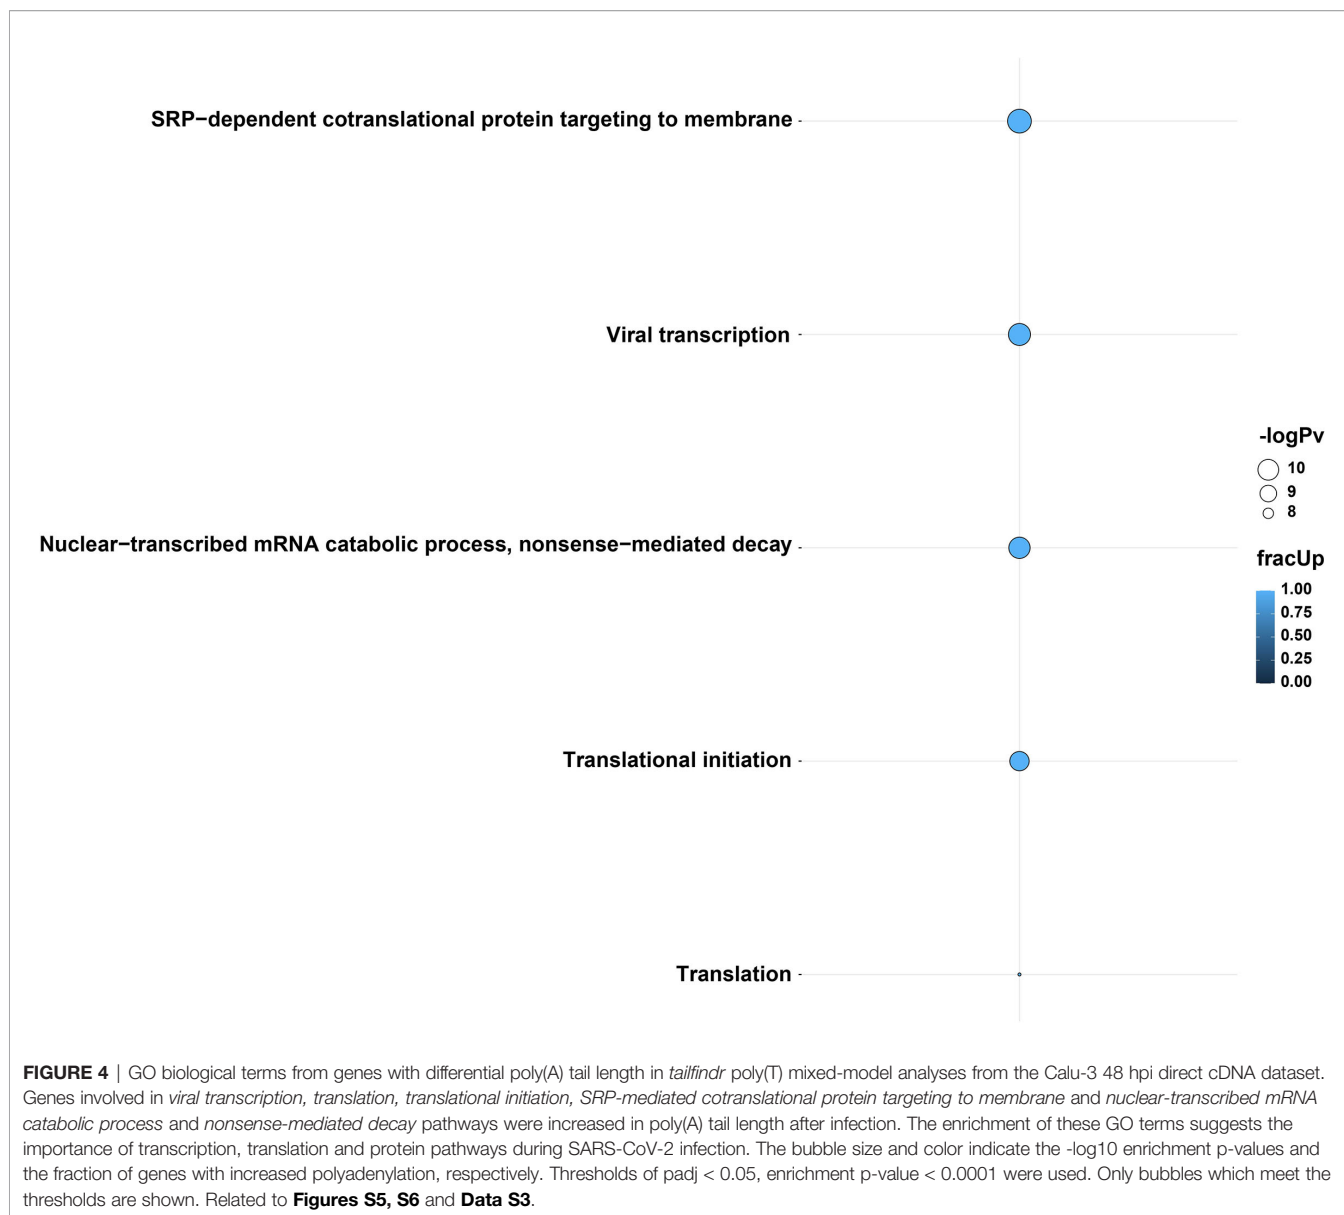 SRP−dependent cotranslational protein targeting to membrane
Viral transcription
-logPv
10
9
8
Nuclear−transcribed mRNA catabolic process, nonsense−mediated decay
fracUp
1.00
0.75
0.50
0.25
0.00
Translational initiation
Translation
FIGURE 4 | GO biological terms from genes with differential poly(A) tail length in tailfindr poly(T) mixed-model analyses from the Calu-3 48 hpi direct cDNA dataset.
Genes involved in viral transcription, translation, translational initiation, SRP-mediated cotranslational protein targeting to membrane and nuclear-transcribed mRNA
catabolic process and nonsense-mediated decay pathways were increased in poly(A) tail length after infection. The enrichment of these GO terms suggests the
importance of transcription, translation and protein pathways during SARS-CoV-2 infection. The bubble size and color indicate the -log10 enrichment p-values and
the fraction of genes with increased polyadenylation, respectively. Thresholds of padj < 0.05, enrichment p-value < 0.0001 were used. Only bubbles which meet the
thresholds are shown. Related to Figures S5, S6 and Data S3.